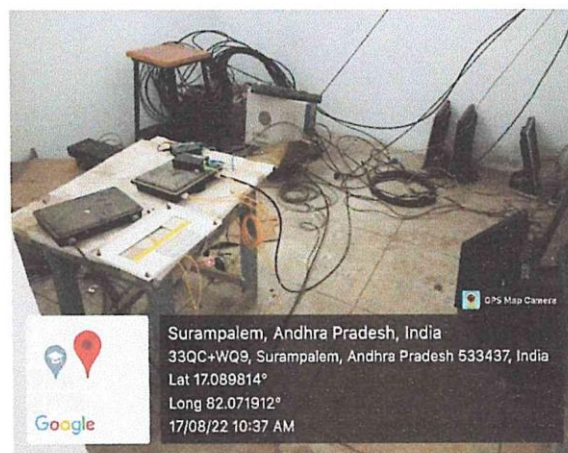 GPS Map Camera
Surampalem, Andhra Pradesh, India
33QC+WQ9, Surampalem, Andhra Pradesh 533437, India
Lat 17.089814°
Long 82.071912°
17/08/22 10:37 AM
Google